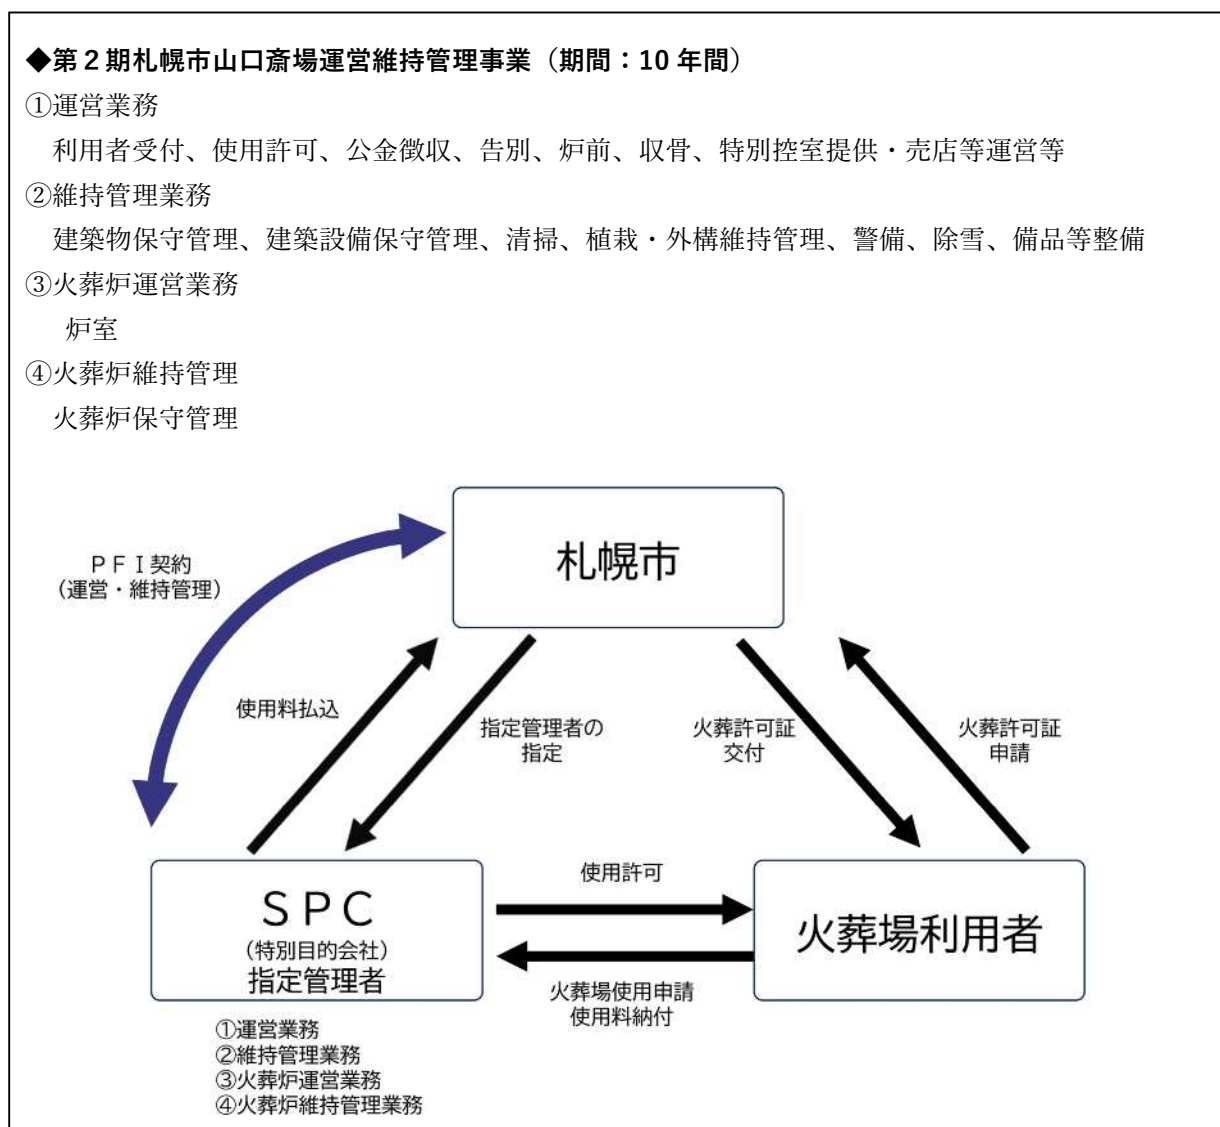 ◆第２期札幌市山口斎場運営維持管理事業（期間：10 年間）
①運営業務
利用者受付、使用許可、公金徴収、告別、炉前、収骨、特別控室提供・売店等運営等
②維持管理業務
建築物保守管理、建築設備保守管理、清掃、植栽・外構維持管理、警備、除雪、備品等整備
③火葬炉運営業務
炉室
④火葬炉維持管理
火葬炉保守管理
札幌市
ＰＦＩ契約
（運営・維持管理）
使用料払込
指定管理者の
指定
火葬許可証
交付
火葬許可証
申請
ＳＰＣ
（特別目的会社）
指定管理者
使用許可
火葬場利用者
火葬場使用申請
使用料納付
①運営業務
②維持管理業務
③火葬炉運営業務
④火葬炉維持管理業務